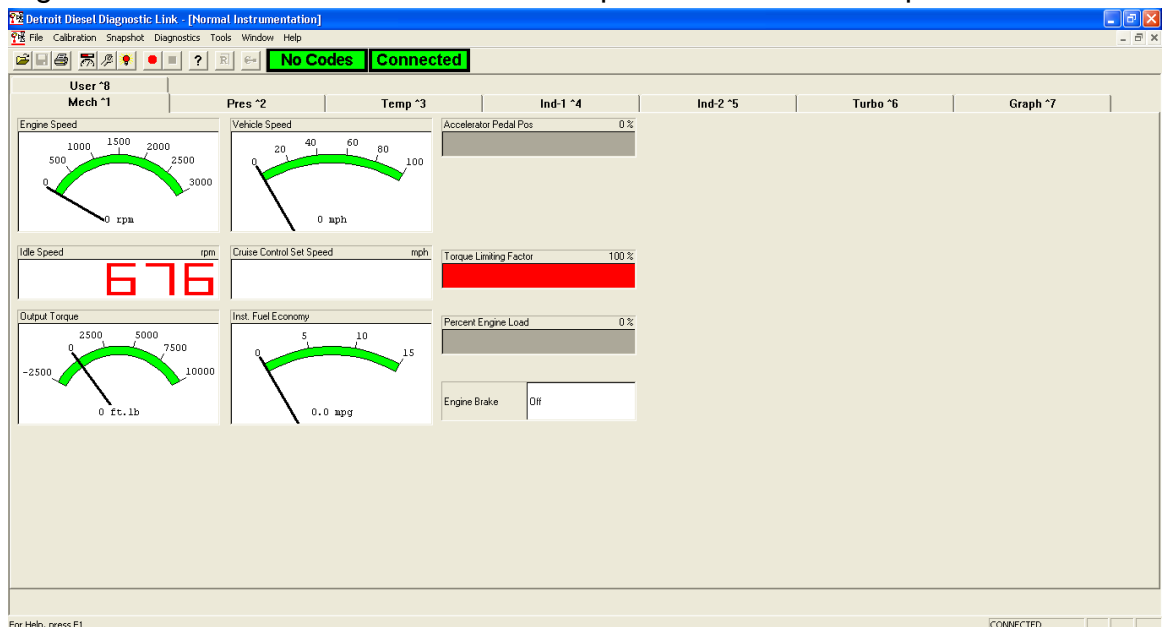 Detroit Diesel Diagnostic Link - [Normal Instrumentation]
File Calibration Snapshot Diagnostics Tools Window Help
? R No Codes Connected
User ^8
Mech ^1 Pres ^2 Temp ^3 Ind-1 ^4 Ind-2 ^5 Turbo ^6 Graph ^7
Engine Speed
0 500 1000 1500 2000 2500 3000
0 rpm
Vehicle Speed
0 20 40 60 80 100
0 mph
Accelerator Pedal Pos 0 %
Idle Speed rpm
676
Cruise Control Set Speed mph
Torque Limiting Factor 100 %
Output Torque
-2500 0 2500 5000 7500 10000
0 ft.lb
Inst. Fuel Economy
0 5 10 15
0.0 mpg
Percent Engine Load 0 %
Engine Brake Off
For Help, press F1 CONNECTED